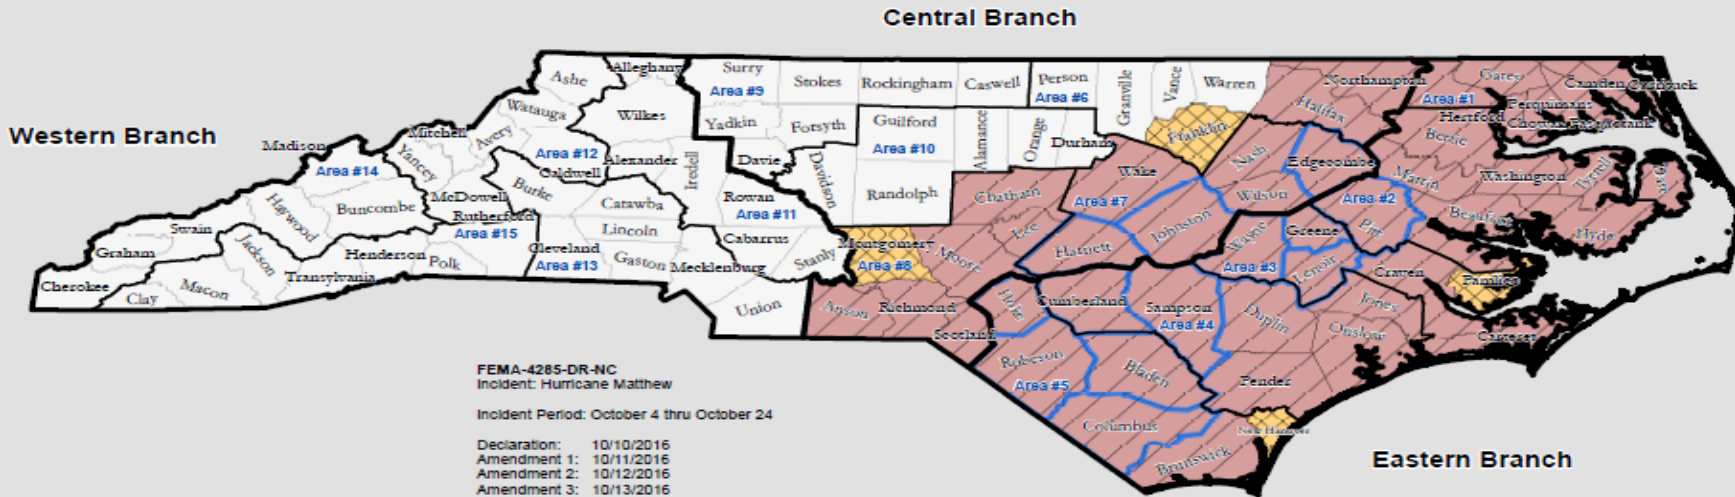 Central Branch
Western Branch
Eastern Branch
Ashe
Alleghany
Surry
Stokes
Rockingham
Caswell
Person
Granville
Vance
Warren
Northampton
Gates
Camden
Currituck
Area #9
Area #6
Area #1
Watauga
Wilkes
Yadkin
Forsyth
Guilford
Alamance
Orange
Durham
Franklin
Halifax
Hertford
Perquimans
Chowan
Pasquotank
Bertie
Madison
Mitchell
Avery
Yancey
Area #12
Caldwell
Alexander
Iredell
Davie
Davidson
Area #10
Randolph
Wake
Nash
Edgecombe
Martin
Washington
Tyrrell
Dare
Area #14
Haywood
Buncombe
McDowell
Burke
Catawba
Rowan
Area #11
Chatham
Area #7
Wilson
Area #2
Beaufort
Hyde
Swain
Graham
Jackson
Rutherford
Area #15
Cleveland
Area #13
Lincoln
Gaston
Cabarrus
Stanly
Montgomery
Area #8
Moore
Lee
Harnett
Johnston
Wayne
Greene
Pitt
Area #3
Lenoir
Craven
Pamlico
Cherokee
Clay
Macon
Transylvania
Henderson
Polk
Mecklenburg
Union
Anson
Richmond
Scotland
Hoke
Cumberland
Sampson
Area #4
Duplin
Jones
Onslow
Carteret
Robeson
Area #5
Bladen
Pender
Columbus
New Hanover
Brunswick
FEMA-4285-DR-NC
Incident: Hurricane Matthew
Incident Period: October 4 thru October 24
Declaration: 10/10/2016
Amendment 1: 10/11/2016
Amendment 2: 10/12/2016
Amendment 3: 10/13/2016